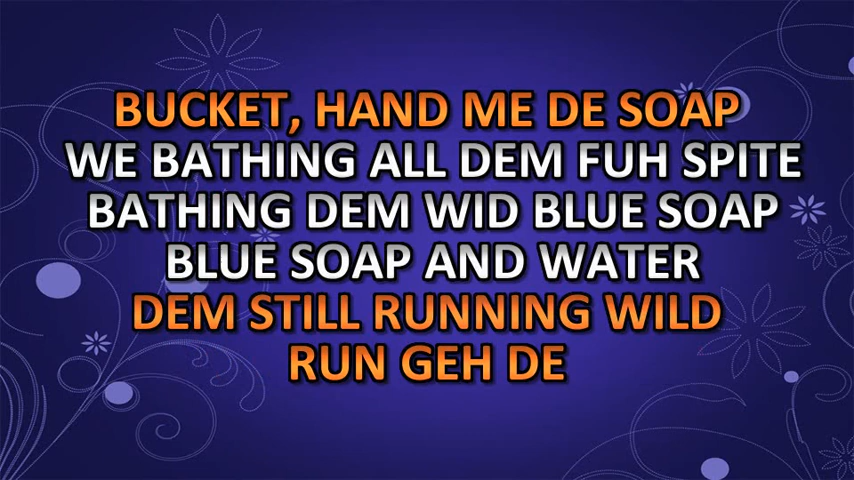 BUCKET, HAND ME DE SOAP
WE BATHING ALL DEM FUH SPITE
BATHING DEM WID BLUE SOAP
BLUE SOAP AND WATER
DEM STILL RUNNING WILD
RUN GEH DE